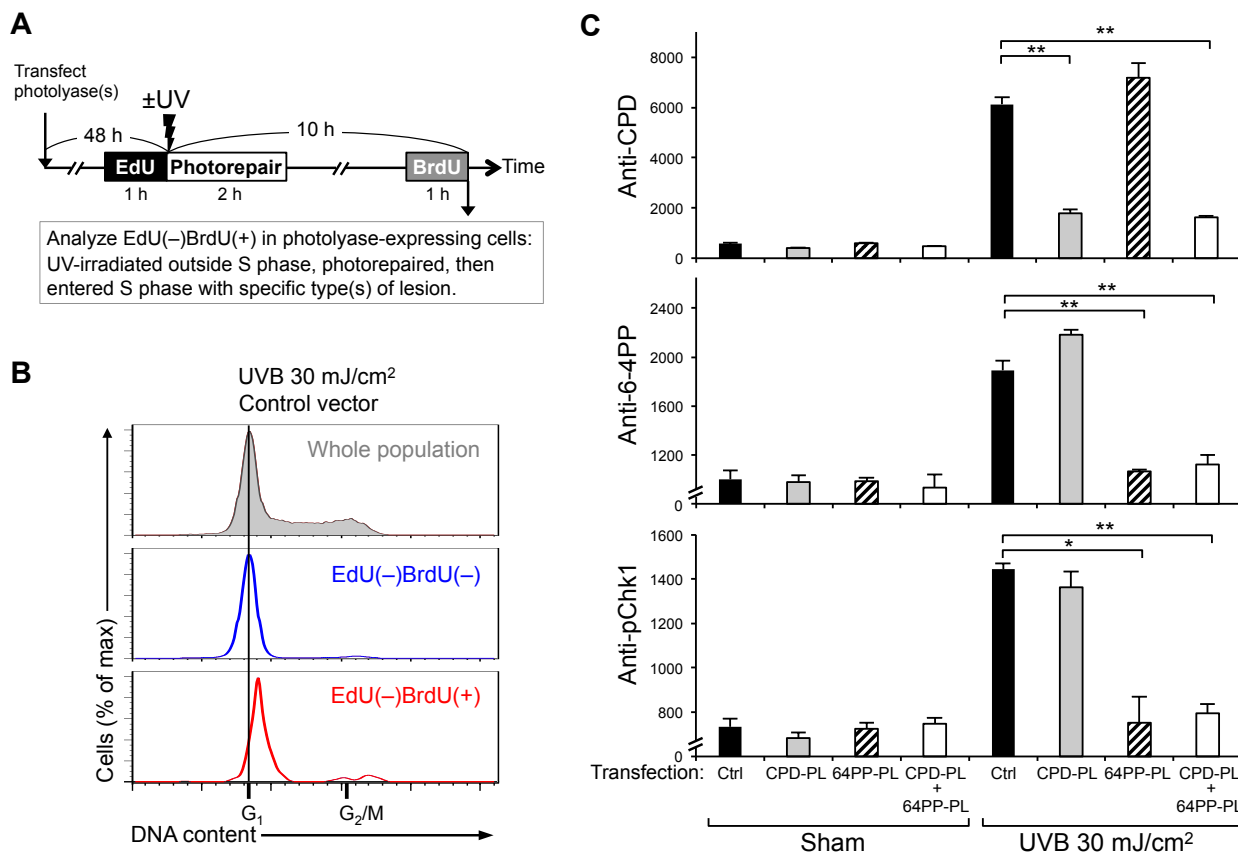 A
Transfect
photolyase(s)
±UV
48 h
10 h
EdU
Photorepair
BrdU
Time
1 h
2 h
1 h
Analyze EdU(–)BrdU(+) in photolyase-expressing cells:
UV-irradiated outside S phase, photorepaired, then
entered S phase with specific type(s) of lesion.
B
UVB 30 mJ/cm²
Control vector
Whole population
EdU(–)BrdU(–)
EdU(–)BrdU(+)
Cells (% of max)
G₁
G₂/M
DNA content
C
Anti-CPD
8000
6000
4000
2000
0
**
**
Anti-6-4PP
2400
2000
1600
1200
0
**
**
Anti-pChk1
1600
1400
1200
1000
800
0
**
*
Transfection:
Ctrl
CPD-PL
64PP-PL
CPD-PL
+
64PP-PL
Ctrl
CPD-PL
64PP-PL
CPD-PL
+
64PP-PL
Sham
UVB 30 mJ/cm²